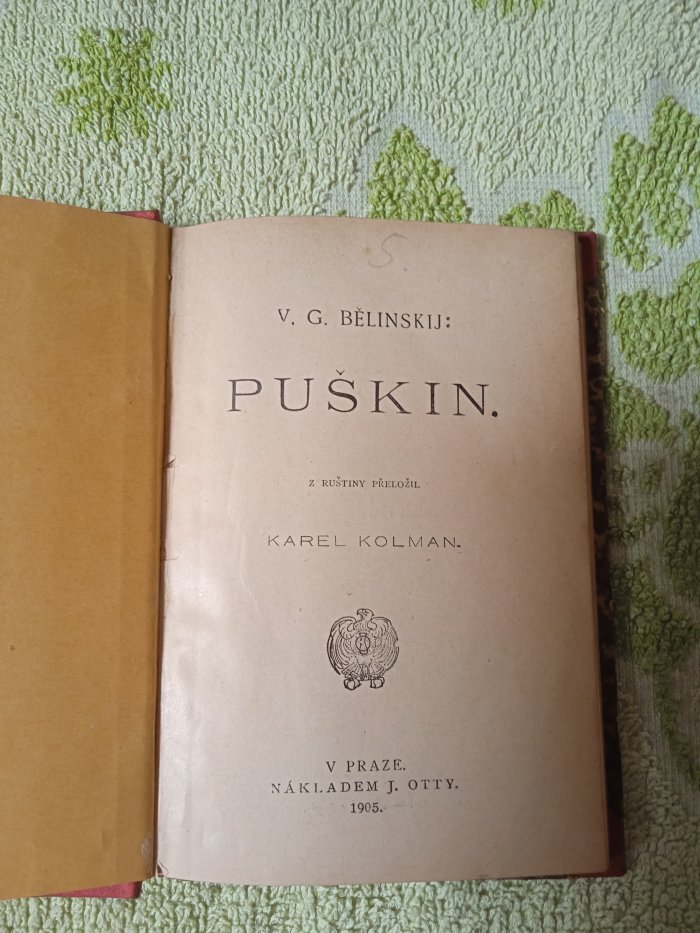 S
V. G. BĚLINSKIJ:
PUŠKIN.
Z RUŠTINY PŘELOŽIL
KAREL KOLMAN.
V PRAZE.
NÁKLADEM J. OTTY.
1905.